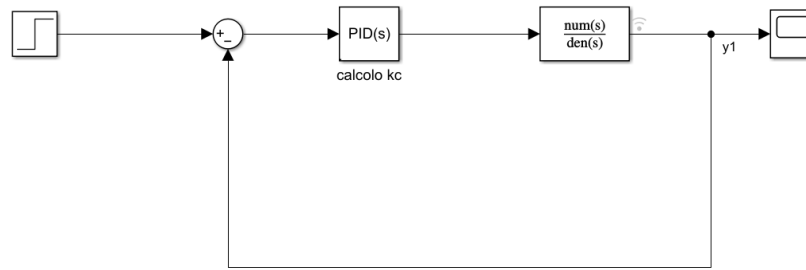 +
−
PID(s)
calcolo kc
num(s)
den(s)
y1